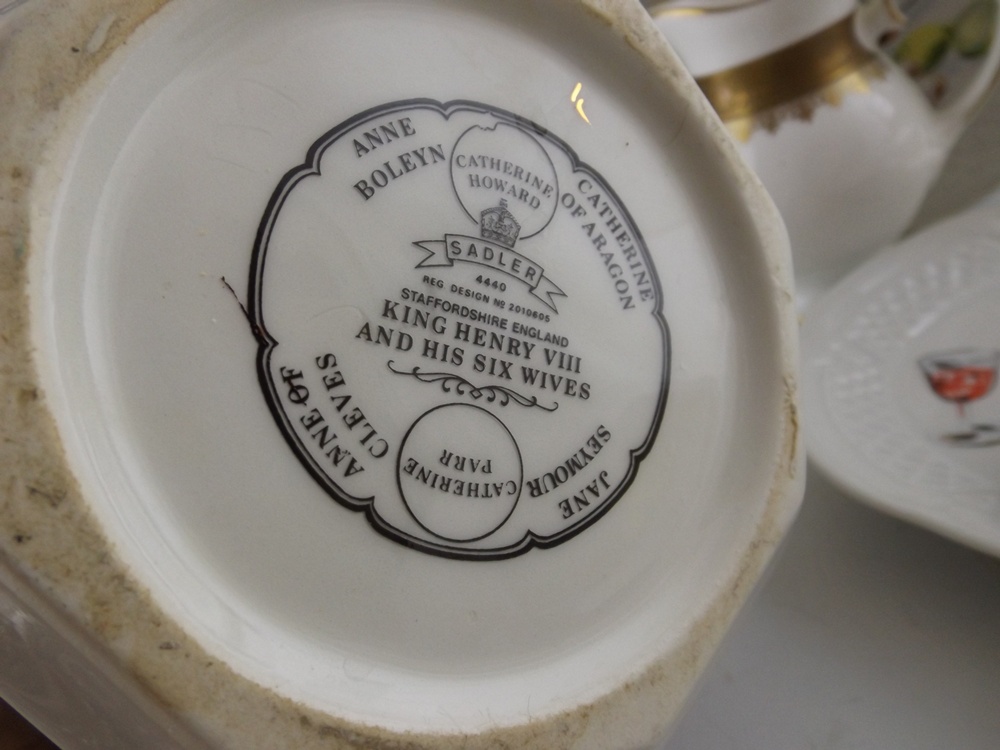 ANNE
BOLEYN
CATHERINE
HOWARD
CATHERINE
OF ARAGON
SADLER
4440
REG DESIGN No 2010605
STAFFORDSHIRE ENGLAND
KING HENRY VIII
AND HIS SIX WIVES
ANNE OF
CLEVES
CATHERINE
PARR
JANE
SEYMOUR